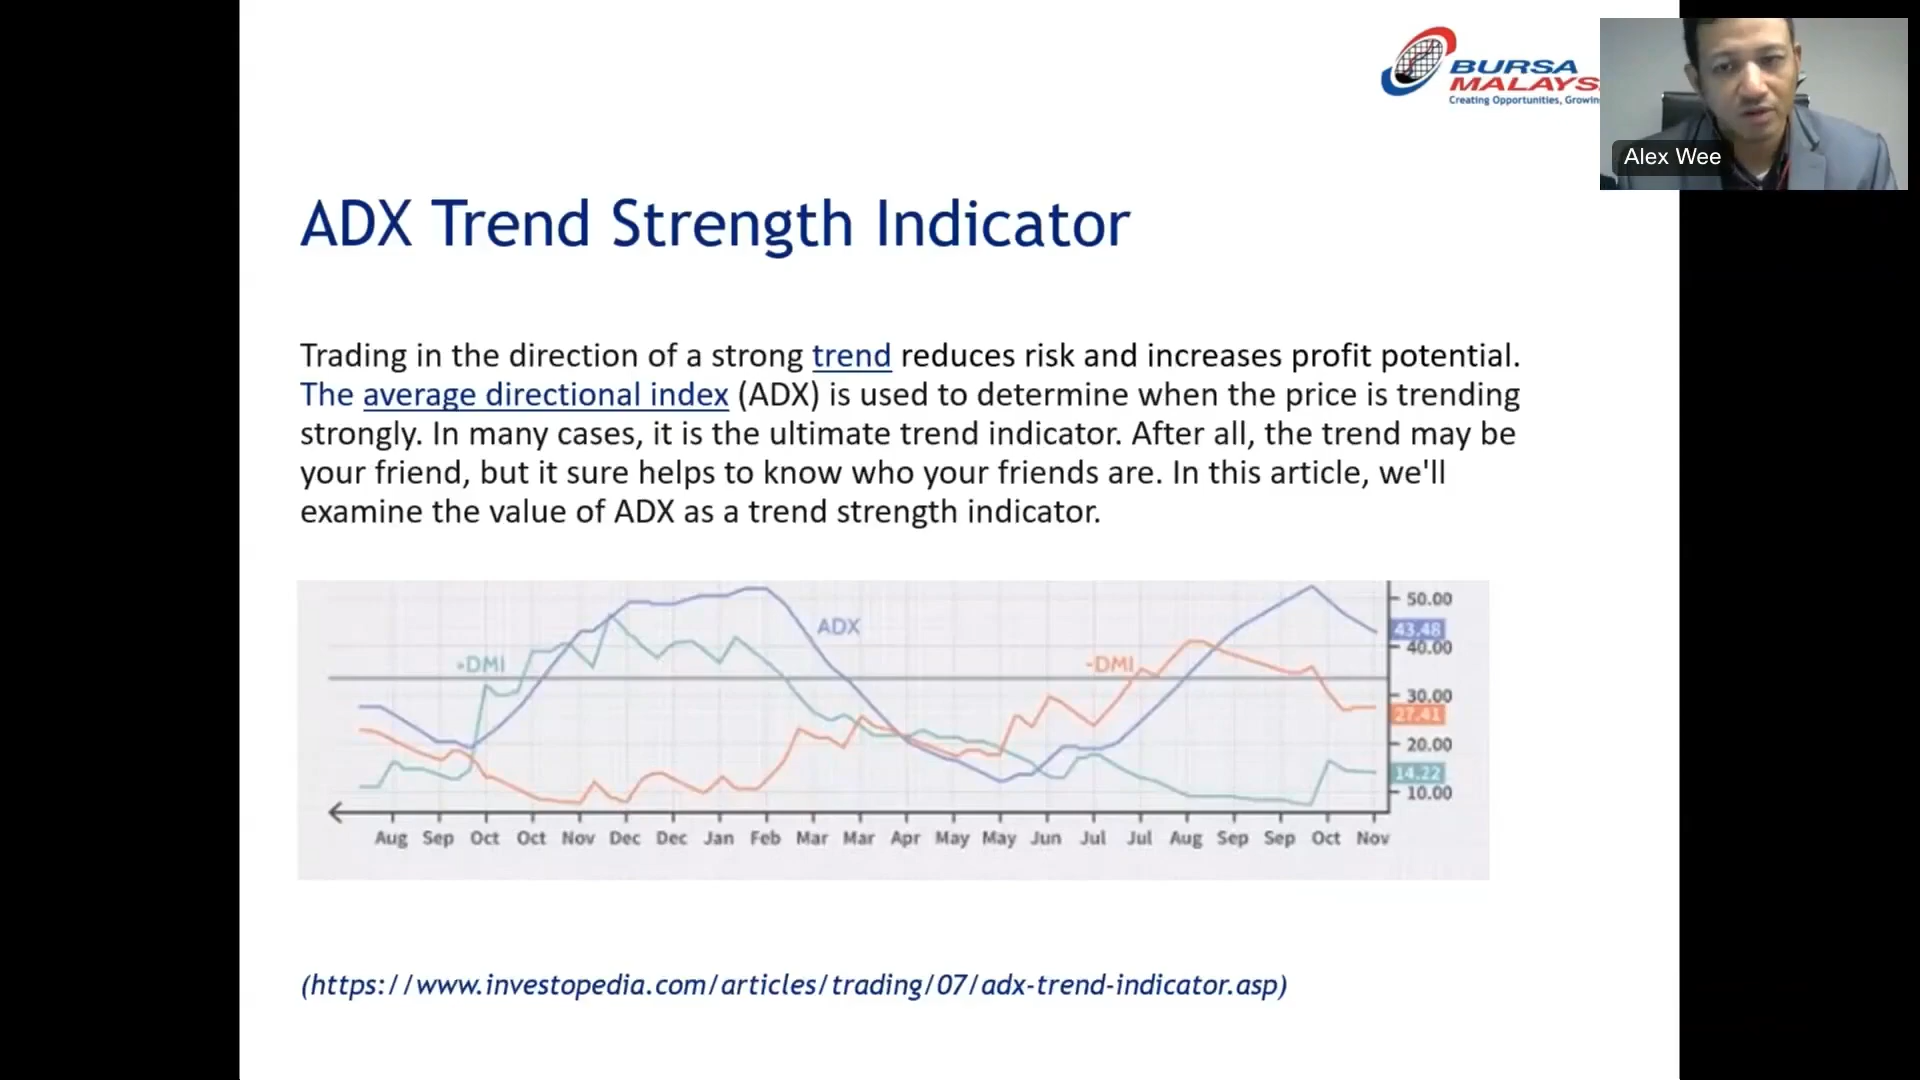 BURSA
MALAYS
Creating Opportunities, Growin
Alex Wee
ADX Trend Strength Indicator
Trading in the direction of a strong trend reduces risk and increases profit potential.
The average directional index (ADX) is used to determine when the price is trending
strongly. In many cases, it is the ultimate trend indicator. After all, the trend may be
your friend, but it sure helps to know who your friends are. In this article, we'll
examine the value of ADX as a trend strength indicator.
ADX
+DMI
-DMI
50.00
43.48
40.00
30.00
27.41
20.00
14.22
10.00
Aug Sep Oct Oct Nov Dec Dec Jan Feb Mar Mar Apr May May Jun Jul Jul Aug Sep Sep Oct Nov
(https://www.investopedia.com/articles/trading/07/adx-trend-indicator.asp)